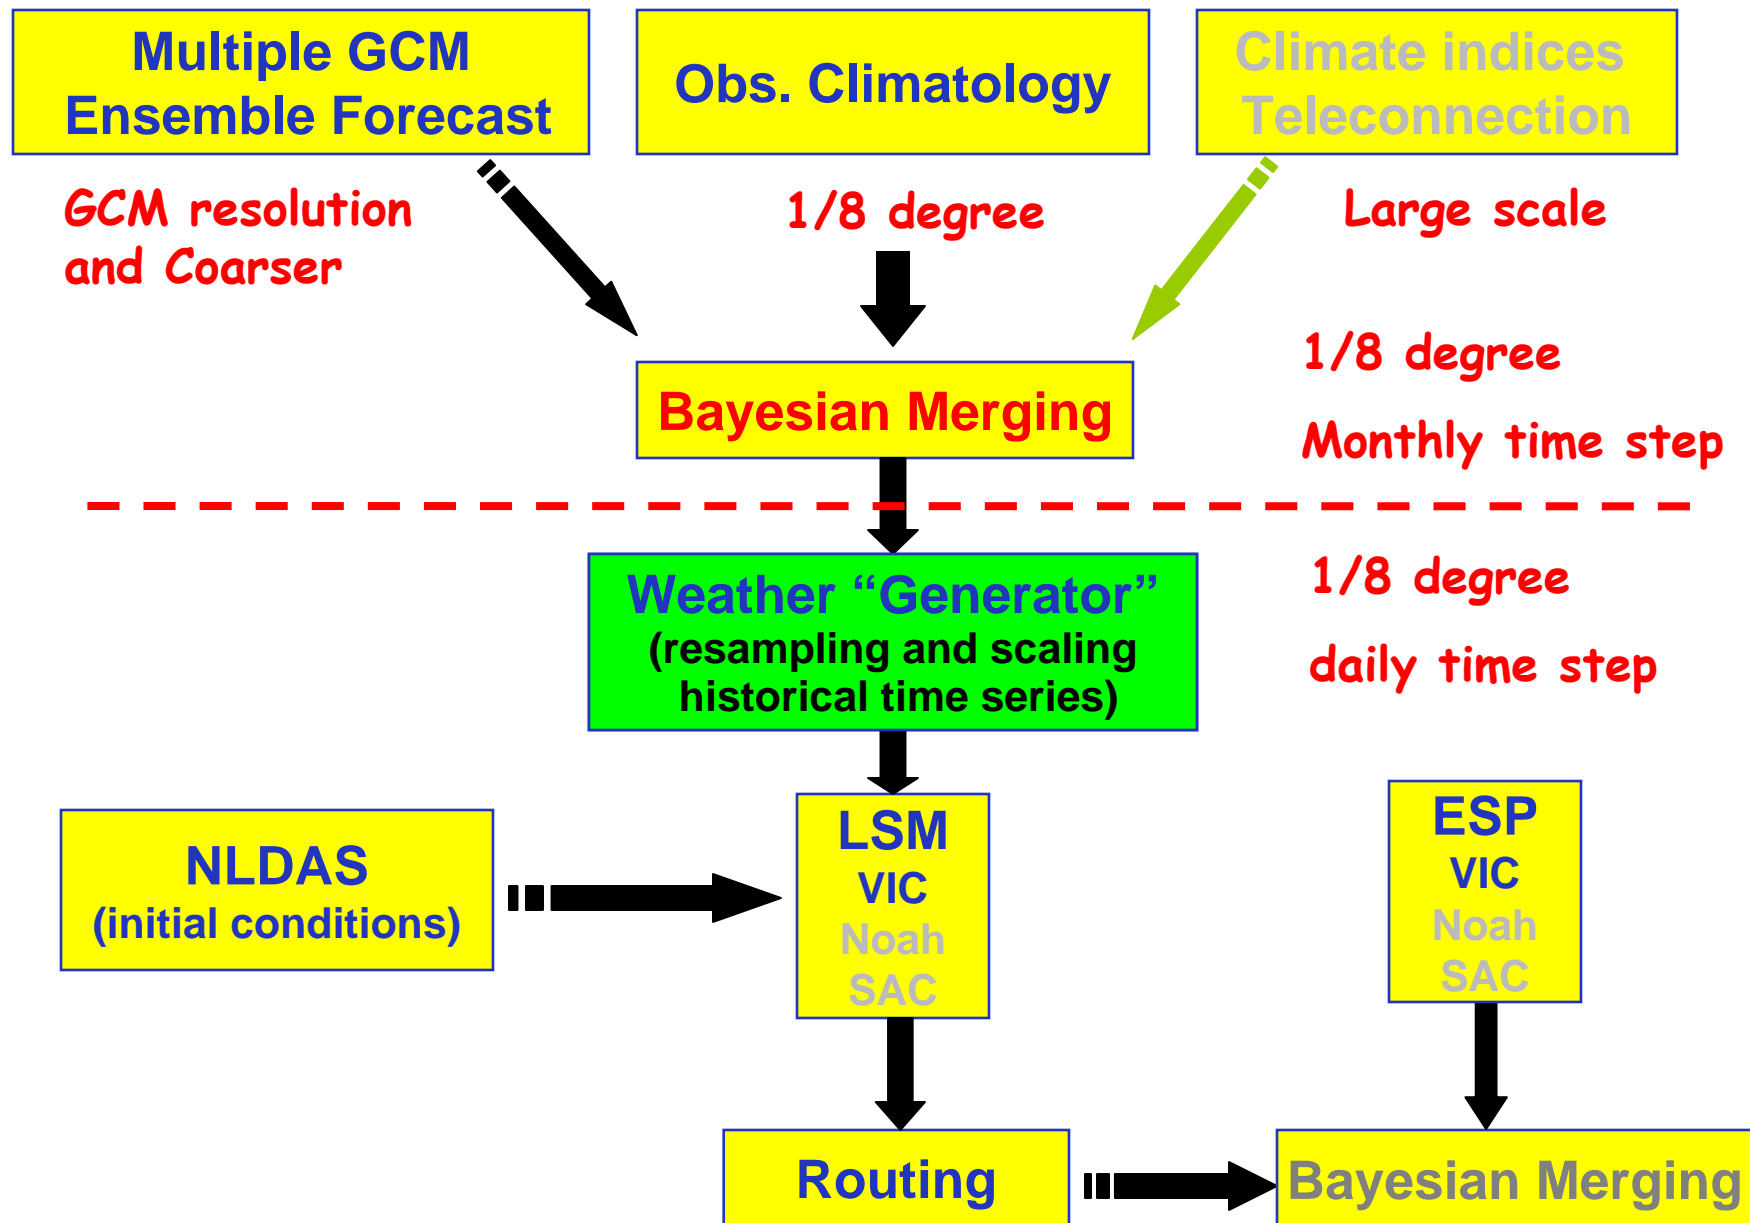 Multiple GCM
Ensemble Forecast
Obs. Climatology
Climate indices
Teleconnection
GCM resolution
and Coarser
1/8 degree
Large scale
Bayesian Merging
1/8 degree
Monthly time step
Weather “Generator”
(resampling and scaling
historical time series)
1/8 degree
daily time step
NLDAS
(initial conditions)
LSM
VIC
Noah
SAC
ESP
VIC
Noah
SAC
Routing
Bayesian Merging